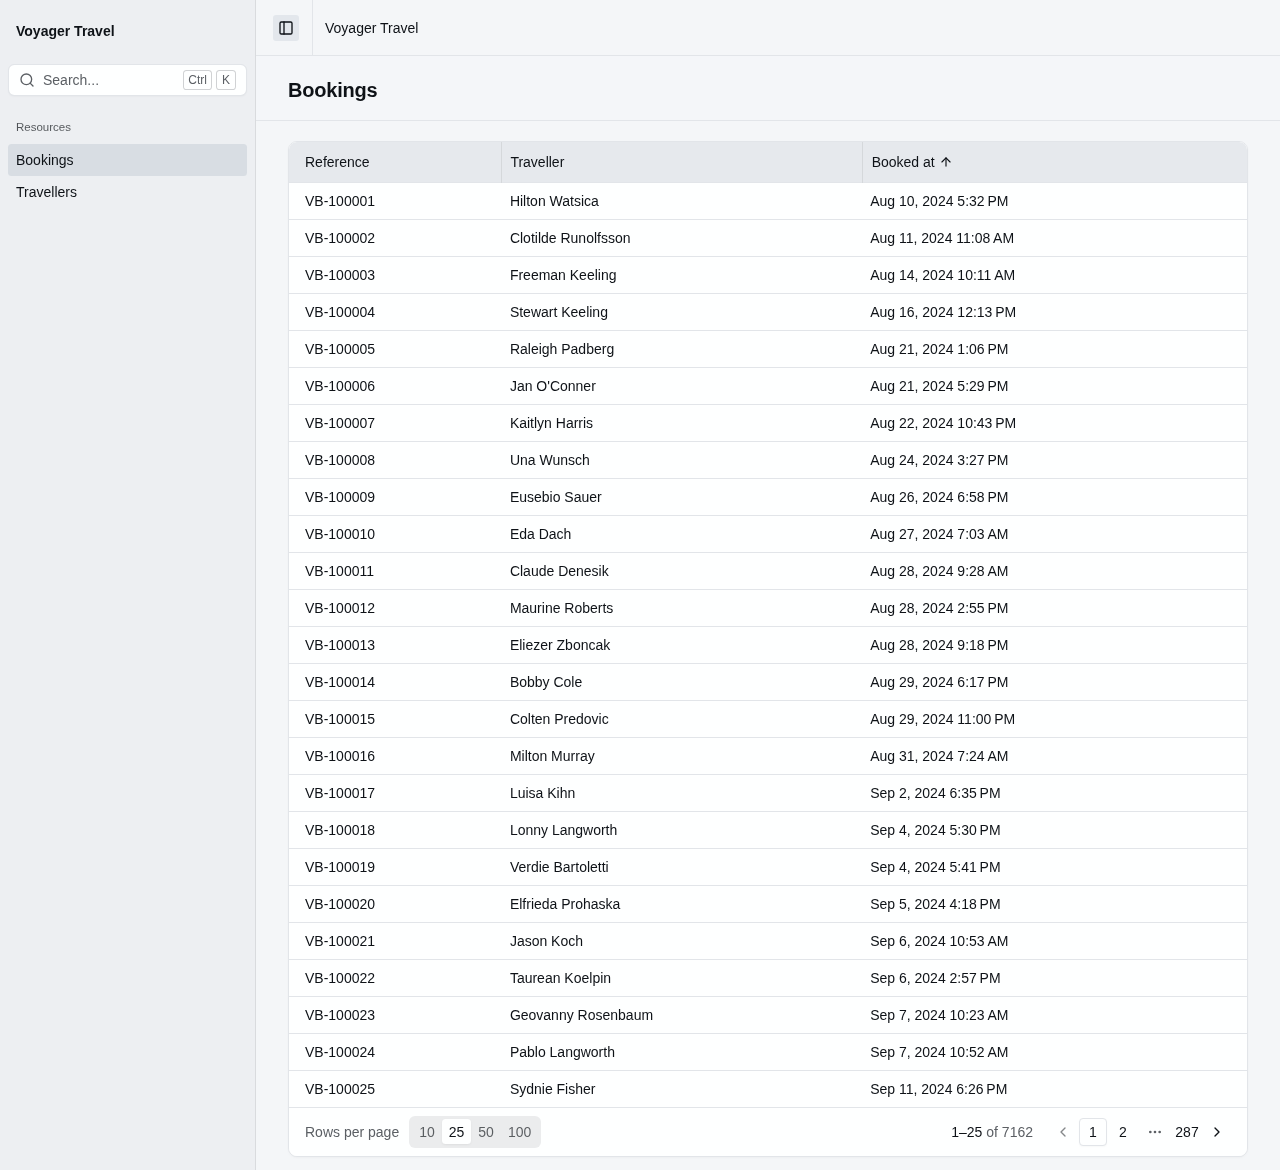 Voyager Travel
Search... Ctrl K
Resources
Bookings
Travellers
Voyager Travel
Bookings
Reference Traveller Booked at
VB-100001 Hilton Watsica Aug 10, 2024 5:32 PM
VB-100002 Clotilde Runolfsson Aug 11, 2024 11:08 AM
VB-100003 Freeman Keeling Aug 14, 2024 10:11 AM
VB-100004 Stewart Keeling Aug 16, 2024 12:13 PM
VB-100005 Raleigh Padberg Aug 21, 2024 1:06 PM
VB-100006 Jan O'Conner Aug 21, 2024 5:29 PM
VB-100007 Kaitlyn Harris Aug 22, 2024 10:43 PM
VB-100008 Una Wunsch Aug 24, 2024 3:27 PM
VB-100009 Eusebio Sauer Aug 26, 2024 6:58 PM
VB-100010 Eda Dach Aug 27, 2024 7:03 AM
VB-100011 Claude Denesik Aug 28, 2024 9:28 AM
VB-100012 Maurine Roberts Aug 28, 2024 2:55 PM
VB-100013 Eliezer Zboncak Aug 28, 2024 9:18 PM
VB-100014 Bobby Cole Aug 29, 2024 6:17 PM
VB-100015 Colten Predovic Aug 29, 2024 11:00 PM
VB-100016 Milton Murray Aug 31, 2024 7:24 AM
VB-100017 Luisa Kihn Sep 2, 2024 6:35 PM
VB-100018 Lonny Langworth Sep 4, 2024 5:30 PM
VB-100019 Verdie Bartoletti Sep 4, 2024 5:41 PM
VB-100020 Elfrieda Prohaska Sep 5, 2024 4:18 PM
VB-100021 Jason Koch Sep 6, 2024 10:53 AM
VB-100022 Taurean Koelpin Sep 6, 2024 2:57 PM
VB-100023 Geovanny Rosenbaum Sep 7, 2024 10:23 AM
VB-100024 Pablo Langworth Sep 7, 2024 10:52 AM
VB-100025 Sydnie Fisher Sep 11, 2024 6:26 PM
Rows per page 10 25 50 100 1–25 of 7162 1 2 ••• 287